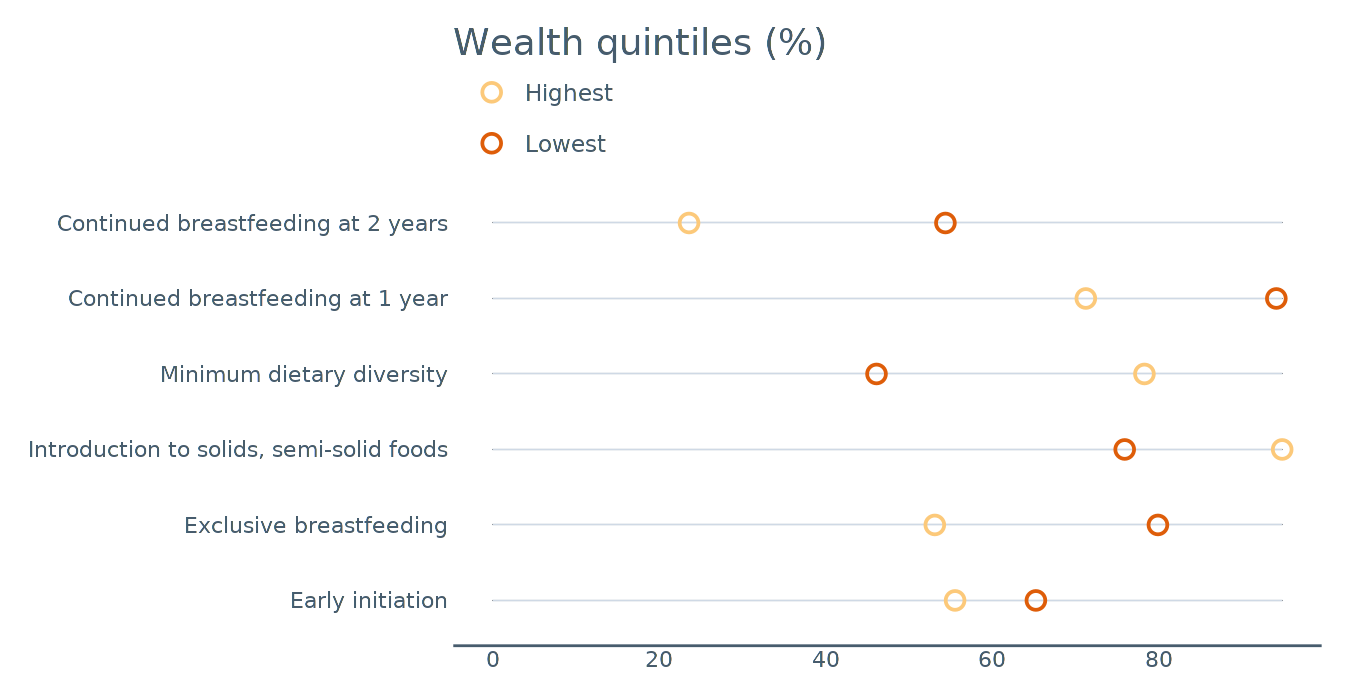 Wealth quintiles (%)
Highest
Lowest
Continued breastfeeding at 2 years
Continued breastfeeding at 1 year
Minimum dietary diversity
Introduction to solids, semi-solid foods
Exclusive breastfeeding
Early initiation
0 20 40 60 80